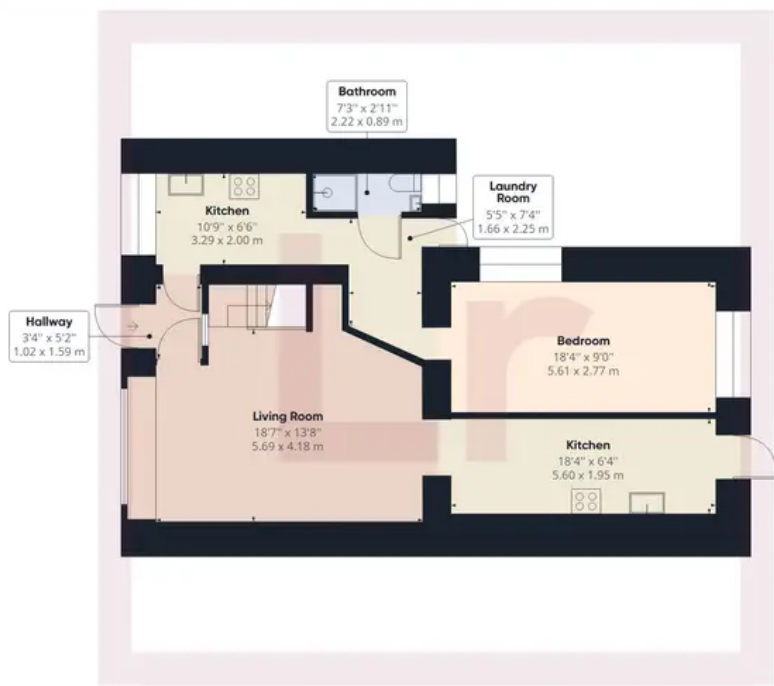 Bathroom
7'3" x 2'11"
2.22 x 0.89 m
Laundry
Room
5'5" x 7'4"
1.66 x 2.25 m
Kitchen
10'9" x 6'6"
3.29 x 2.00 m
Hallway
3'4" x 5'2"
1.02 x 1.59 m
Bedroom
18'4" x 9'0"
5.61 x 2.77 m
Living Room
18'7" x 13'8"
5.69 x 4.18 m
Kitchen
18'4" x 6'4"
5.60 x 1.95 m
Lr